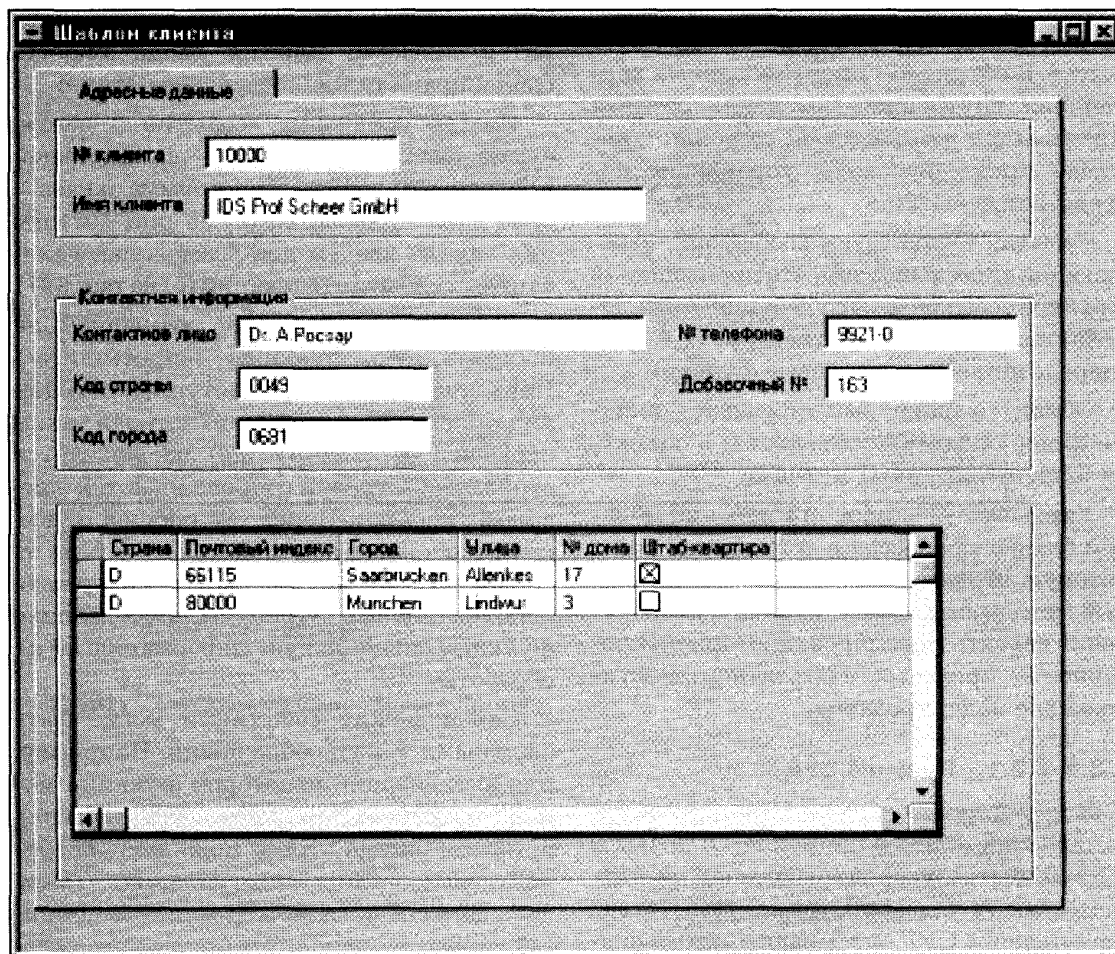 Шаблон клиента
Адресные данные
№ клиента 10000
Имя клиента IDS Prof Scheer GmbH
Контактная информация
Контактное лицо Dr. A.Pocsay № телефона 9921-0
Код страны 0049 Добавочный № 163
Код города 0681
Страна Почтовый индекс Город Улица № дома Штаб-квартира
D 66115 Saarbrucken Allenkes 17
D 80000 Munchen Lindwur 3